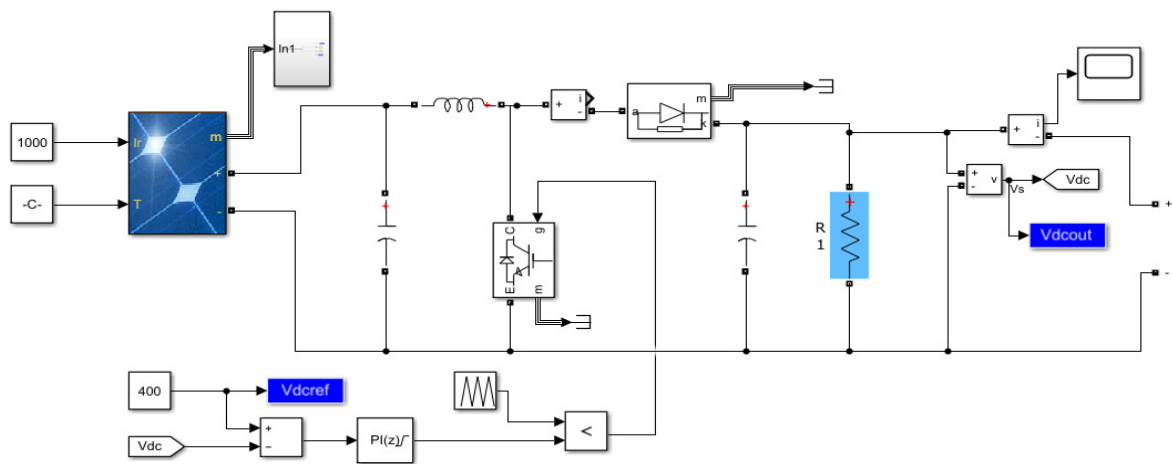 In1
1000
Ir
m
+
-C-
T
-
+
i
-
a
m
k
+
i
-
+
-
v
Vs
Vdc
Vdcout
+
-
+
+
+
+
R
1
C
g
E
m
400
Vdcref
Vdc
+
-
PI(z)
<